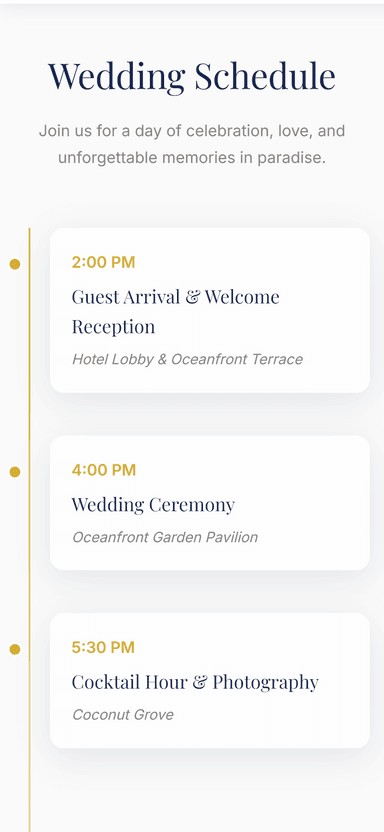 Wedding Schedule
Join us for a day of celebration, love, and
unforgettable memories in paradise.
2:00 PM
Guest Arrival & Welcome
Reception
Hotel Lobby & Oceanfront Terrace
4:00 PM
Wedding Ceremony
Oceanfront Garden Pavilion
5:30 PM
Cocktail Hour & Photography
Coconut Grove